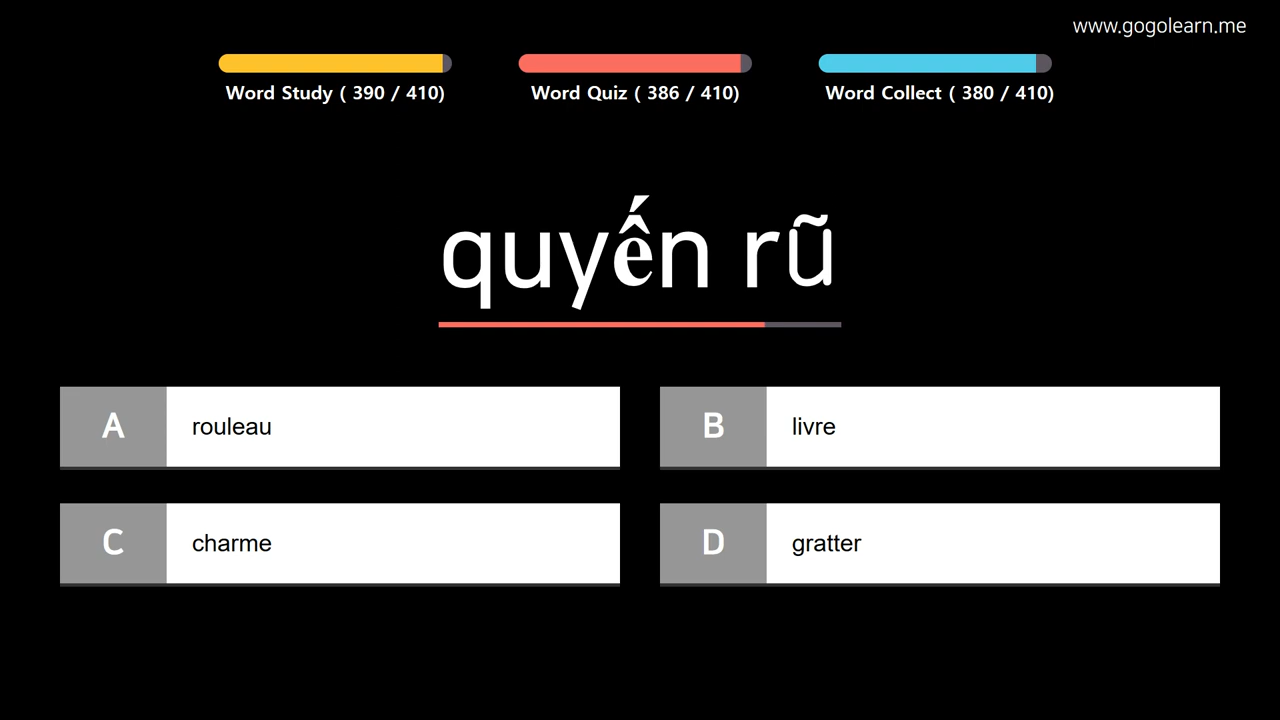 www.gogolearn.me
Word Study ( 390 / 410)
Word Quiz ( 386 / 410)
Word Collect ( 380 / 410)
quyến rũ
A rouleau
B livre
C charme
D gratter